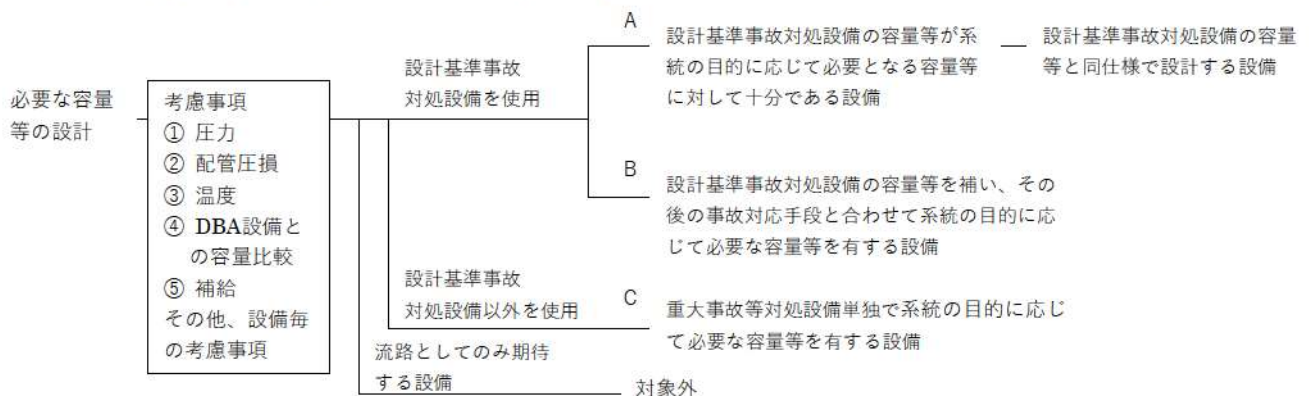 必要な容量
等の設計
考慮事項
① 圧力
② 配管圧損
③ 温度
④ DBA設備と
の容量比較
⑤ 補給
その他、設備毎
の考慮事項
設計基準事故
対処設備を使用
A
設計基準事故対処設備の容量等が系
統の目的に応じて必要となる容量等
に対して十分である設備
設計基準事故対処設備の容量
等と同仕様で設計する設備
B
設計基準事故対処設備の容量等を補い、その
後の事故対応手段と合わせて系統の目的に応
じて必要な容量等を有する設備
設計基準事故
対処設備以外を使用
C
重大事故等対処設備単独で系統の目的に応じ
て必要な容量等を有する設備
流路としてのみ期待
する設備
対象外